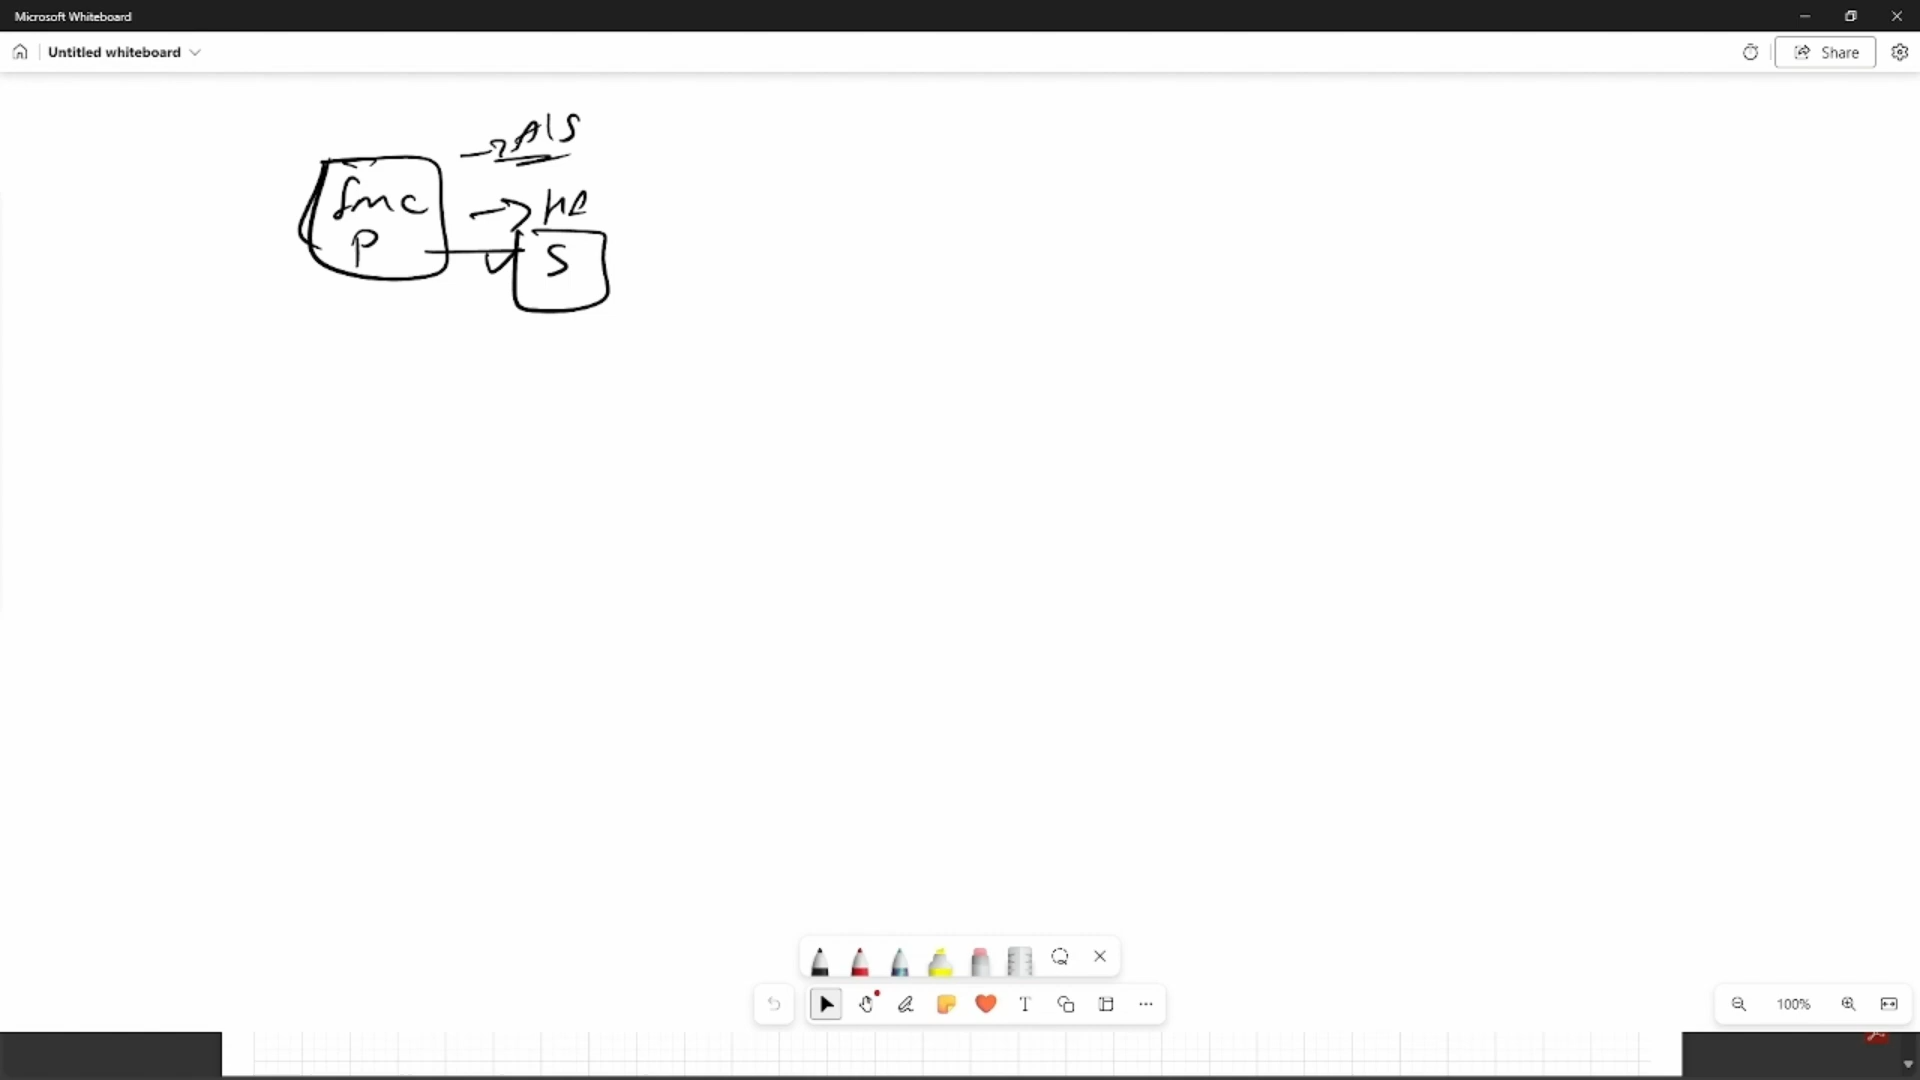 Microsoft Whiteboard
Untitled whiteboard
Share
A/S
fmc
HA
P
S
T
100%